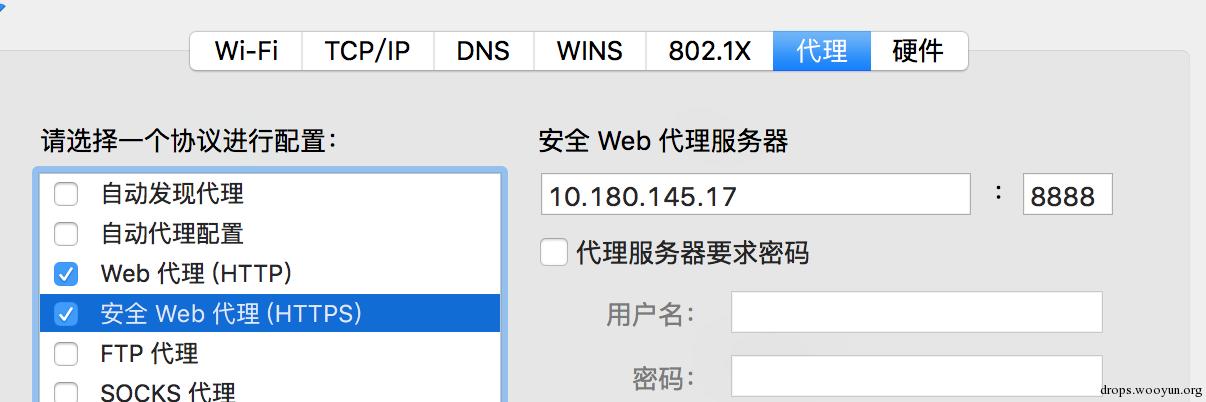 Wi-Fi TCP/IP DNS WINS 802.1X 代理 硬件
请选择一个协议进行配置：
自动发现代理
自动代理配置
Web 代理 (HTTP)
安全 Web 代理 (HTTPS)
FTP 代理
SOCKS 代理
安全 Web 代理服务器
10.180.145.17 : 8888
代理服务器要求密码
用户名：
密码：
drops.wooyun.org